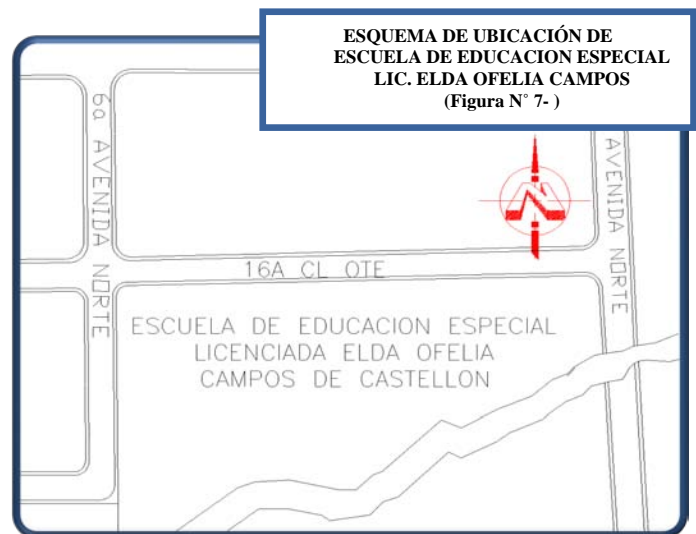 ESQUEMA DE UBICACIÓN DE
ESCUELA DE EDUCACION ESPECIAL
LIC. ELDA OFELIA CAMPOS
(Figura N° 7- )
6a AVENIDA NORTE
AVENIDA NORTE
16A CL OTE
ESCUELA DE EDUCACION ESPECIAL
LICENCIADA ELDA OFELIA
CAMPOS DE CASTELLON